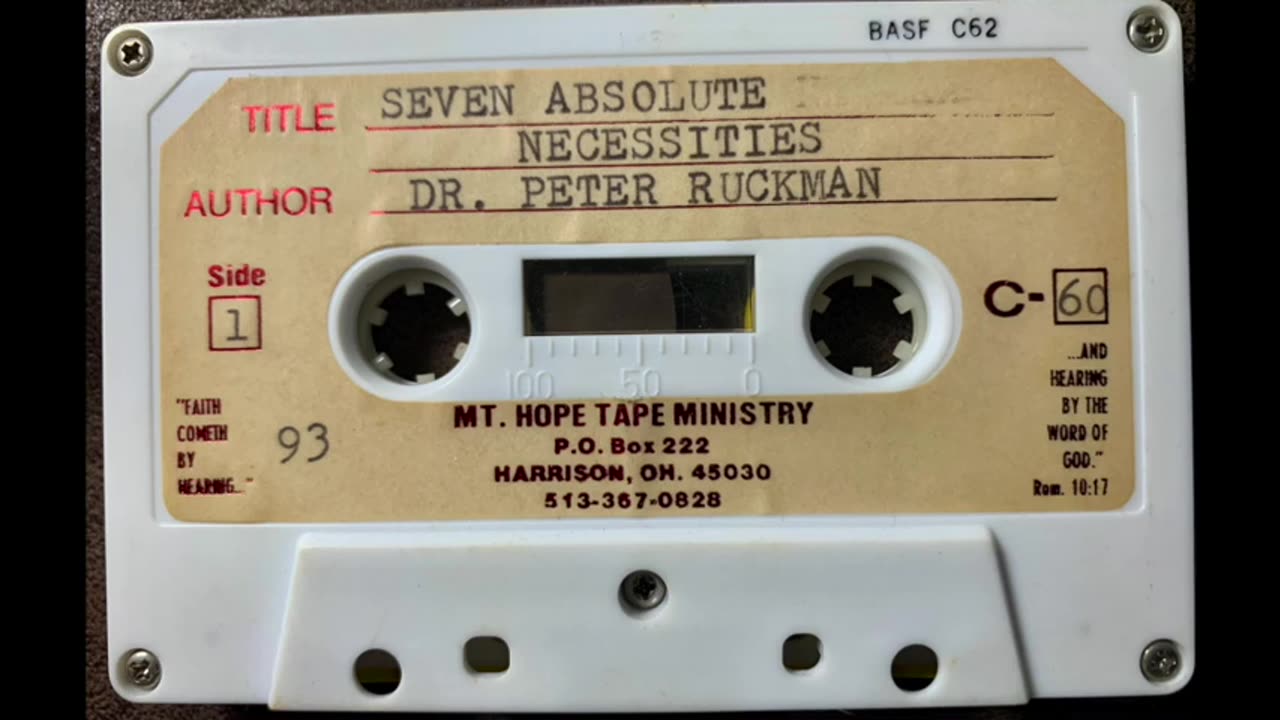 BASF C62
TITLE SEVEN ABSOLUTE
NECESSITIES
AUTHOR DR. PETER RUCKMAN
Side
1
C-60
100 50 0
"FAITH
COMETH
BY
HEARING..."
93
MT. HOPE TAPE MINISTRY
P.O. Box 222
HARRISON, OH. 45030
513-367-0828
...AND
HEARING
BY THE
WORD OF
GOD."
Rom. 10:17